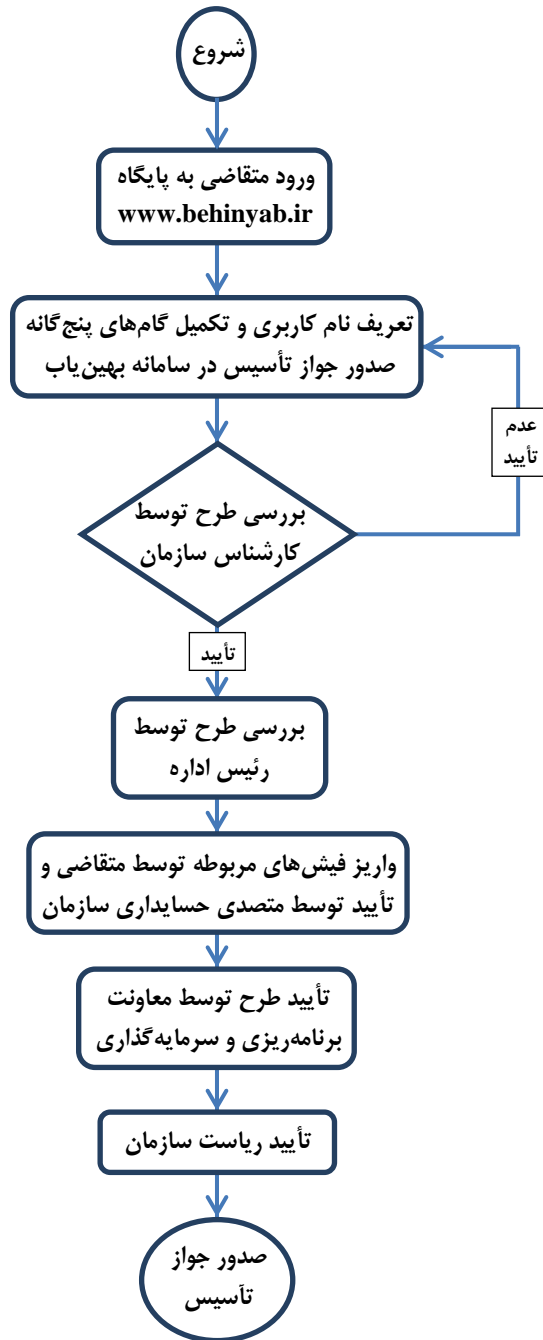 شروع
ورود متقاضی به پایگاه
www.behinyab.ir
تعریف نام کاربری و تکمیل گام‌های پنج‌گانه
صدور جواز تأسیس در سامانه بهین‌یاب
عدم
تأیید
بررسی طرح توسط
کارشناس سازمان
تأیید
بررسی طرح توسط
رئیس اداره
واریز فیش‌های مربوطه توسط متقاضی و
تأیید توسط متصدی حسایداری سازمان
تأیید طرح توسط معاونت
برنامه‌ریزی و سرمایه‌گذاری
تأیید ریاست سازمان
صدور جواز
تأسیس